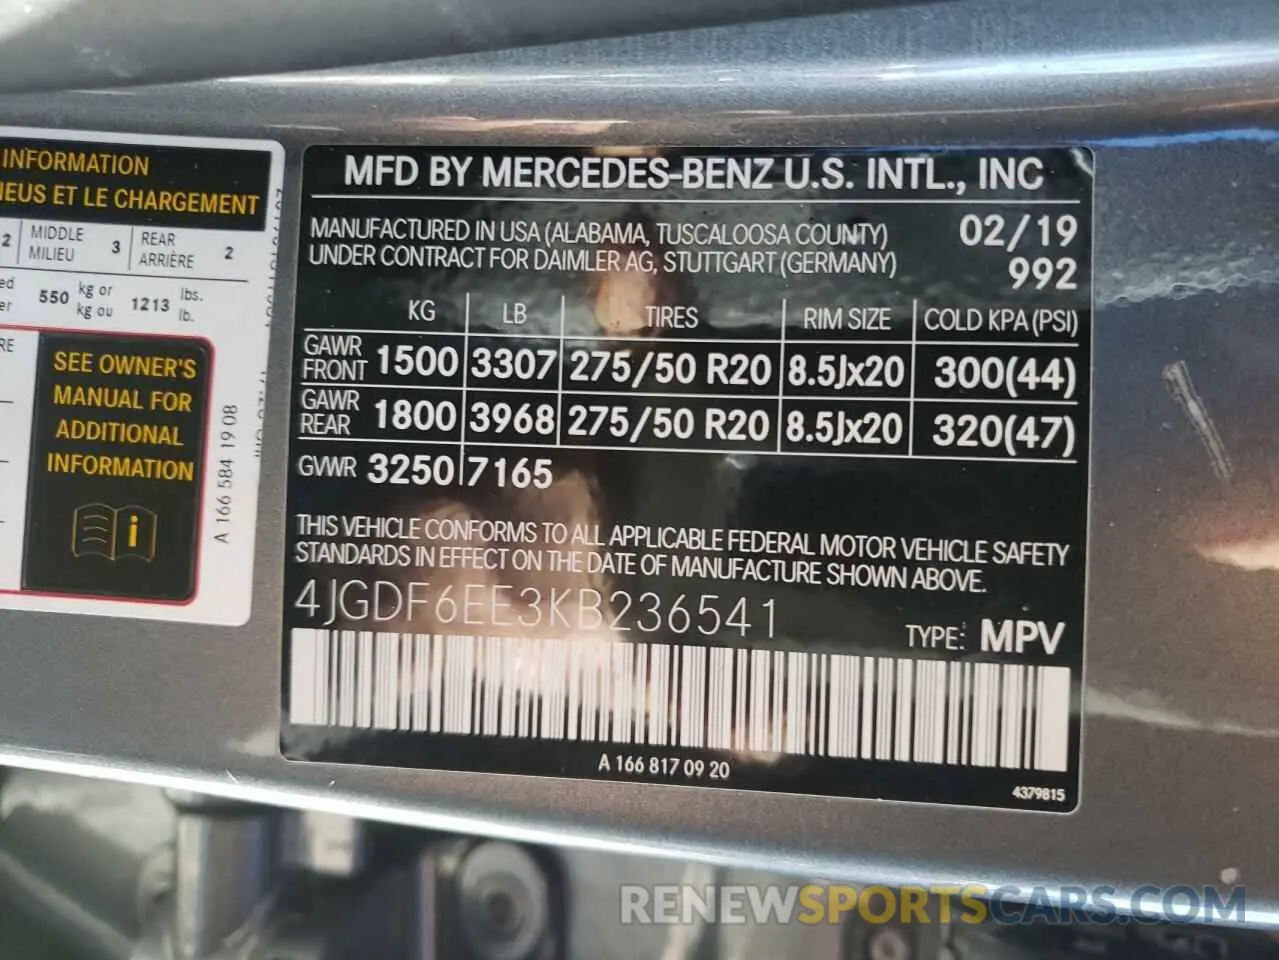 INFORMATION
NEUS ET LE CHARGEMENT
2 MIDDLE MILIEU 3 REAR ARRIÈRE 2
550 kg or kg ou 1213 lbs. lb.
SEE OWNER'S
MANUAL FOR
ADDITIONAL
INFORMATION
A 166 584 19 08
MFD BY MERCEDES-BENZ U.S. INTL., INC
MANUFACTURED IN USA (ALABAMA, TUSCALOOSA COUNTY) 02/19
UNDER CONTRACT FOR DAIMLER AG, STUTTGART (GERMANY) 992
KG LB TIRES RIM SIZE COLD KPA (PSI)
GAWR FRONT 1500 3307 275/50 R20 8.5Jx20 300(44)
GAWR REAR 1800 3968 275/50 R20 8.5Jx20 320(47)
GVWR 3250 7165
THIS VEHICLE CONFORMS TO ALL APPLICABLE FEDERAL MOTOR VEHICLE SAFETY
STANDARDS IN EFFECT ON THE DATE OF MANUFACTURE SHOWN ABOVE.
4JGDF6EE3KB236541
TYPE: MPV
A 166 817 09 20
4379815
RENEWSPORTSCARS.COM